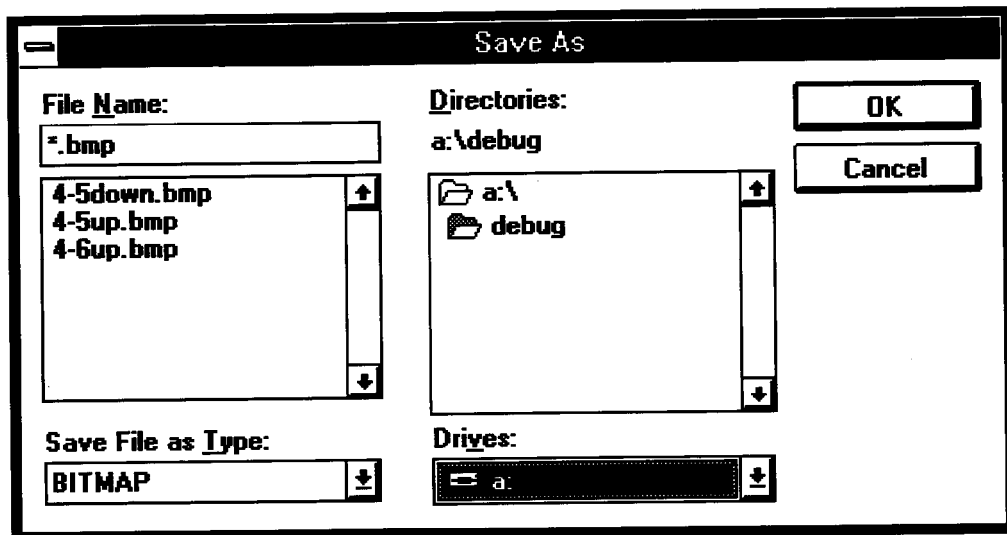 Save As
File Name:
*.bmp
4-5down.bmp
4-5up.bmp
4-6up.bmp
Save File as Type:
BITMAP
Directories:
a:\debug
a:\
debug
Drives:
a:
OK
Cancel